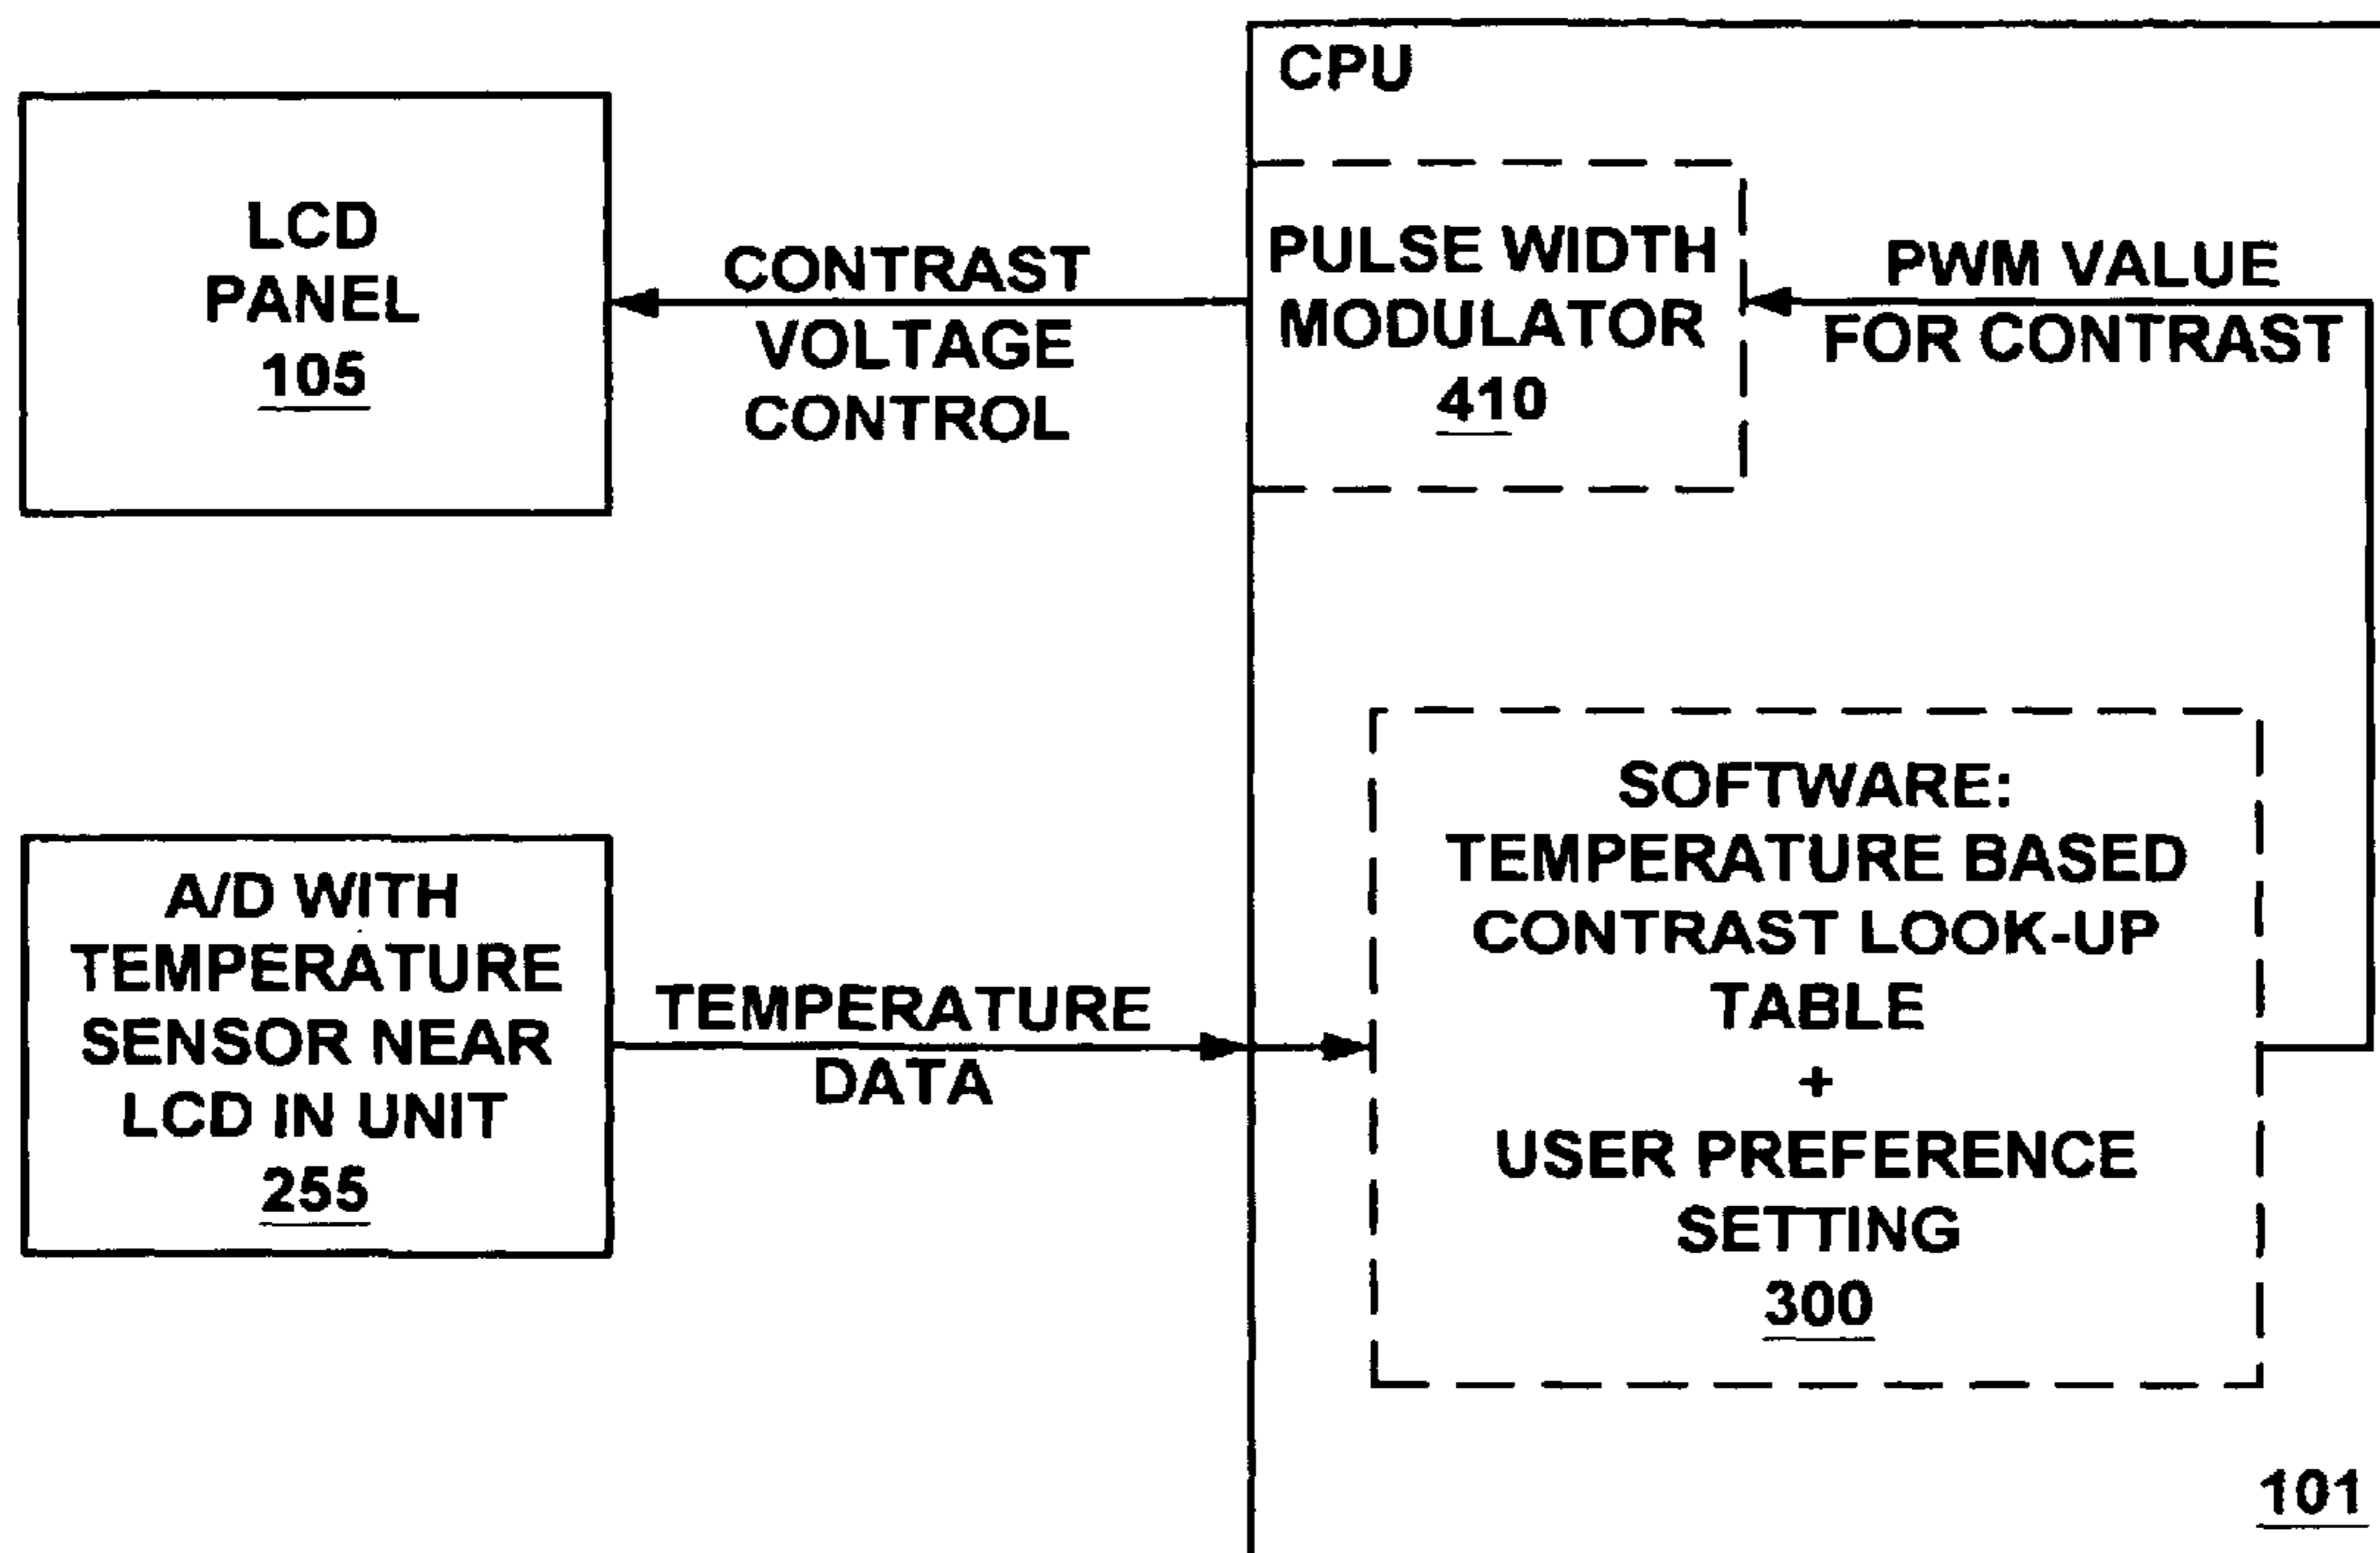 CPU
LCD
PANEL
105
CONTRAST
VOLTAGE
CONTROL
PULSE WIDTH
MODULATOR
410
PWM VALUE
FOR CONTRAST
A/D WITH
TEMPERATURE
SENSOR NEAR
LCD IN UNIT
255
TEMPERATURE
DATA
SOFTWARE:
TEMPERATURE BASED
CONTRAST LOOK-UP
TABLE
+
USER PREFERENCE
SETTING
300
101